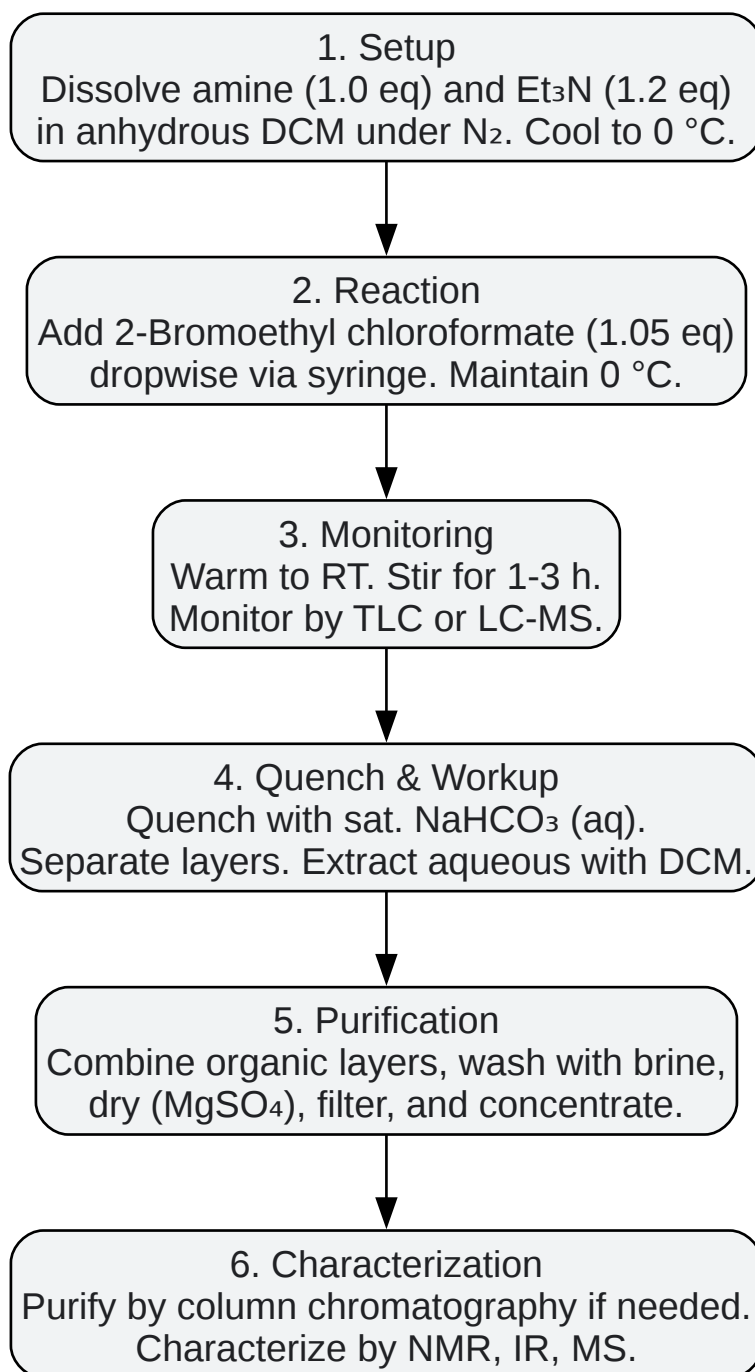 1. Setup
Dissolve amine (1.0 eq) and Et₃N (1.2 eq)
in anhydrous DCM under N₂. Cool to 0 °C.
2. Reaction
Add 2-Bromoethyl chloroformate (1.05 eq)
dropwise via syringe. Maintain 0 °C.
3. Monitoring
Warm to RT. Stir for 1-3 h.
Monitor by TLC or LC-MS.
4. Quench & Workup
Quench with sat. NaHCO₃ (aq).
Separate layers. Extract aqueous with DCM.
5. Purification
Combine organic layers, wash with brine,
dry (MgSO₄), filter, and concentrate.
6. Characterization
Purify by column chromatography if needed.
Characterize by NMR, IR, MS.